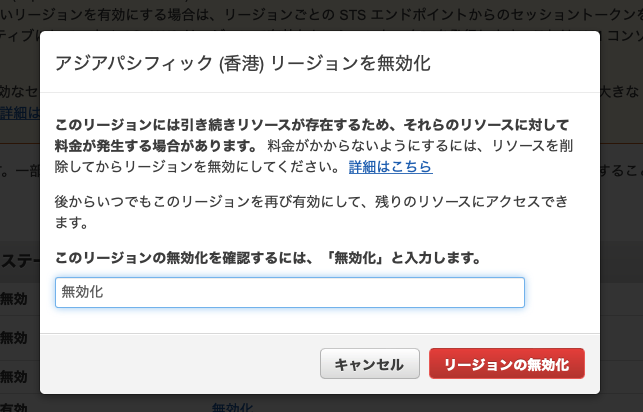 いリージョンを有効にする場合は、リージョンごとの STS エンドポイントからのセッショントークンを
コンソ
アジアパシフィック (香港) リージョンを無効化
効なセ
大きな
詳細は
このリージョンには引き続きリソースが存在するため、それらのリソースに対して
料金が発生する場合があります。 料金がかからないようにするには、リソースを削
除してからリージョンを無効にしてください。 詳細はこちら
す。一部
すること
後からいつでもこのリージョンを再び有効にして、残りのリソースにアクセスでき
ます。
ステー
このリージョンの無効化を確認するには、「無効化」と入力します。
無効
無効化
無効
キャンセル
リージョンの無効化
無効
有効
無効化